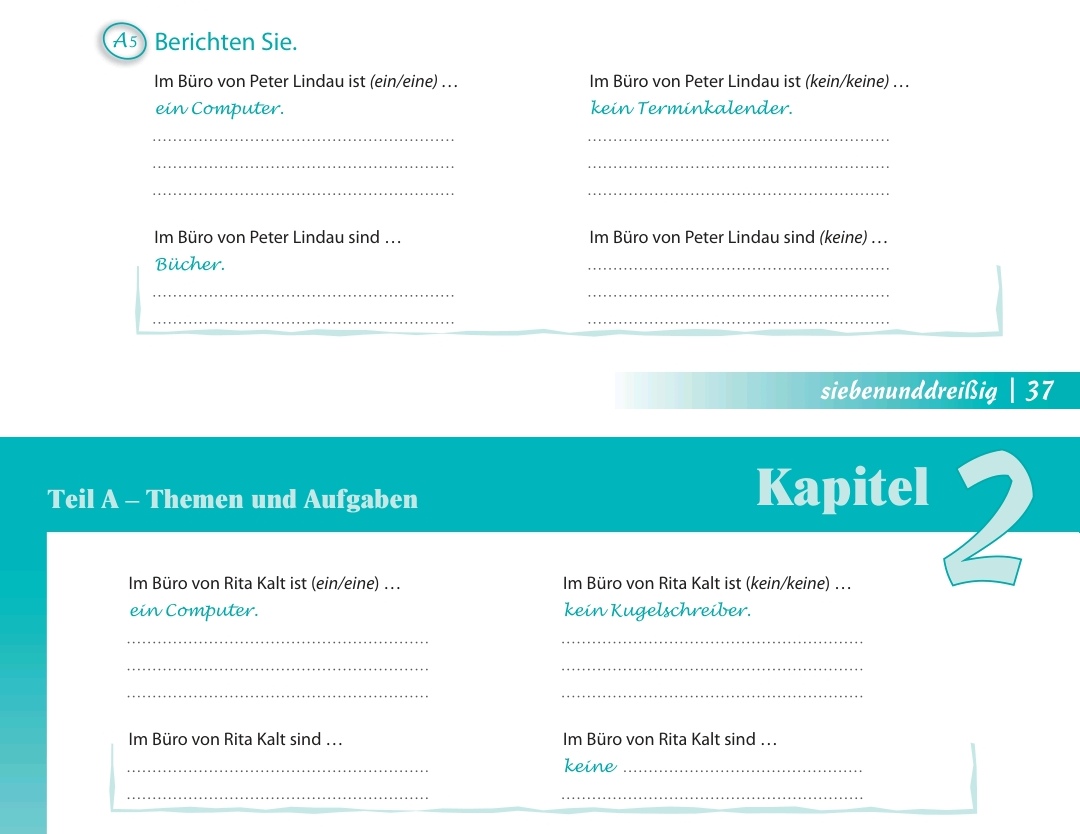 A5 Berichten Sie.
Im Büro von Peter Lindau ist (ein/eine) …
ein Computer.
Im Büro von Peter Lindau ist (kein/keine) …
kein Terminkalender.
Im Büro von Peter Lindau sind …
Bücher.
Im Büro von Peter Lindau sind (keine) …
siebenunddreißig | 37
Teil A – Themen und Aufgaben
Kapitel 2
Im Büro von Rita Kalt ist (ein/eine) …
ein Computer.
Im Büro von Rita Kalt ist (kein/keine) …
kein Kugelschreiber.
Im Büro von Rita Kalt sind …
Im Büro von Rita Kalt sind …
keine